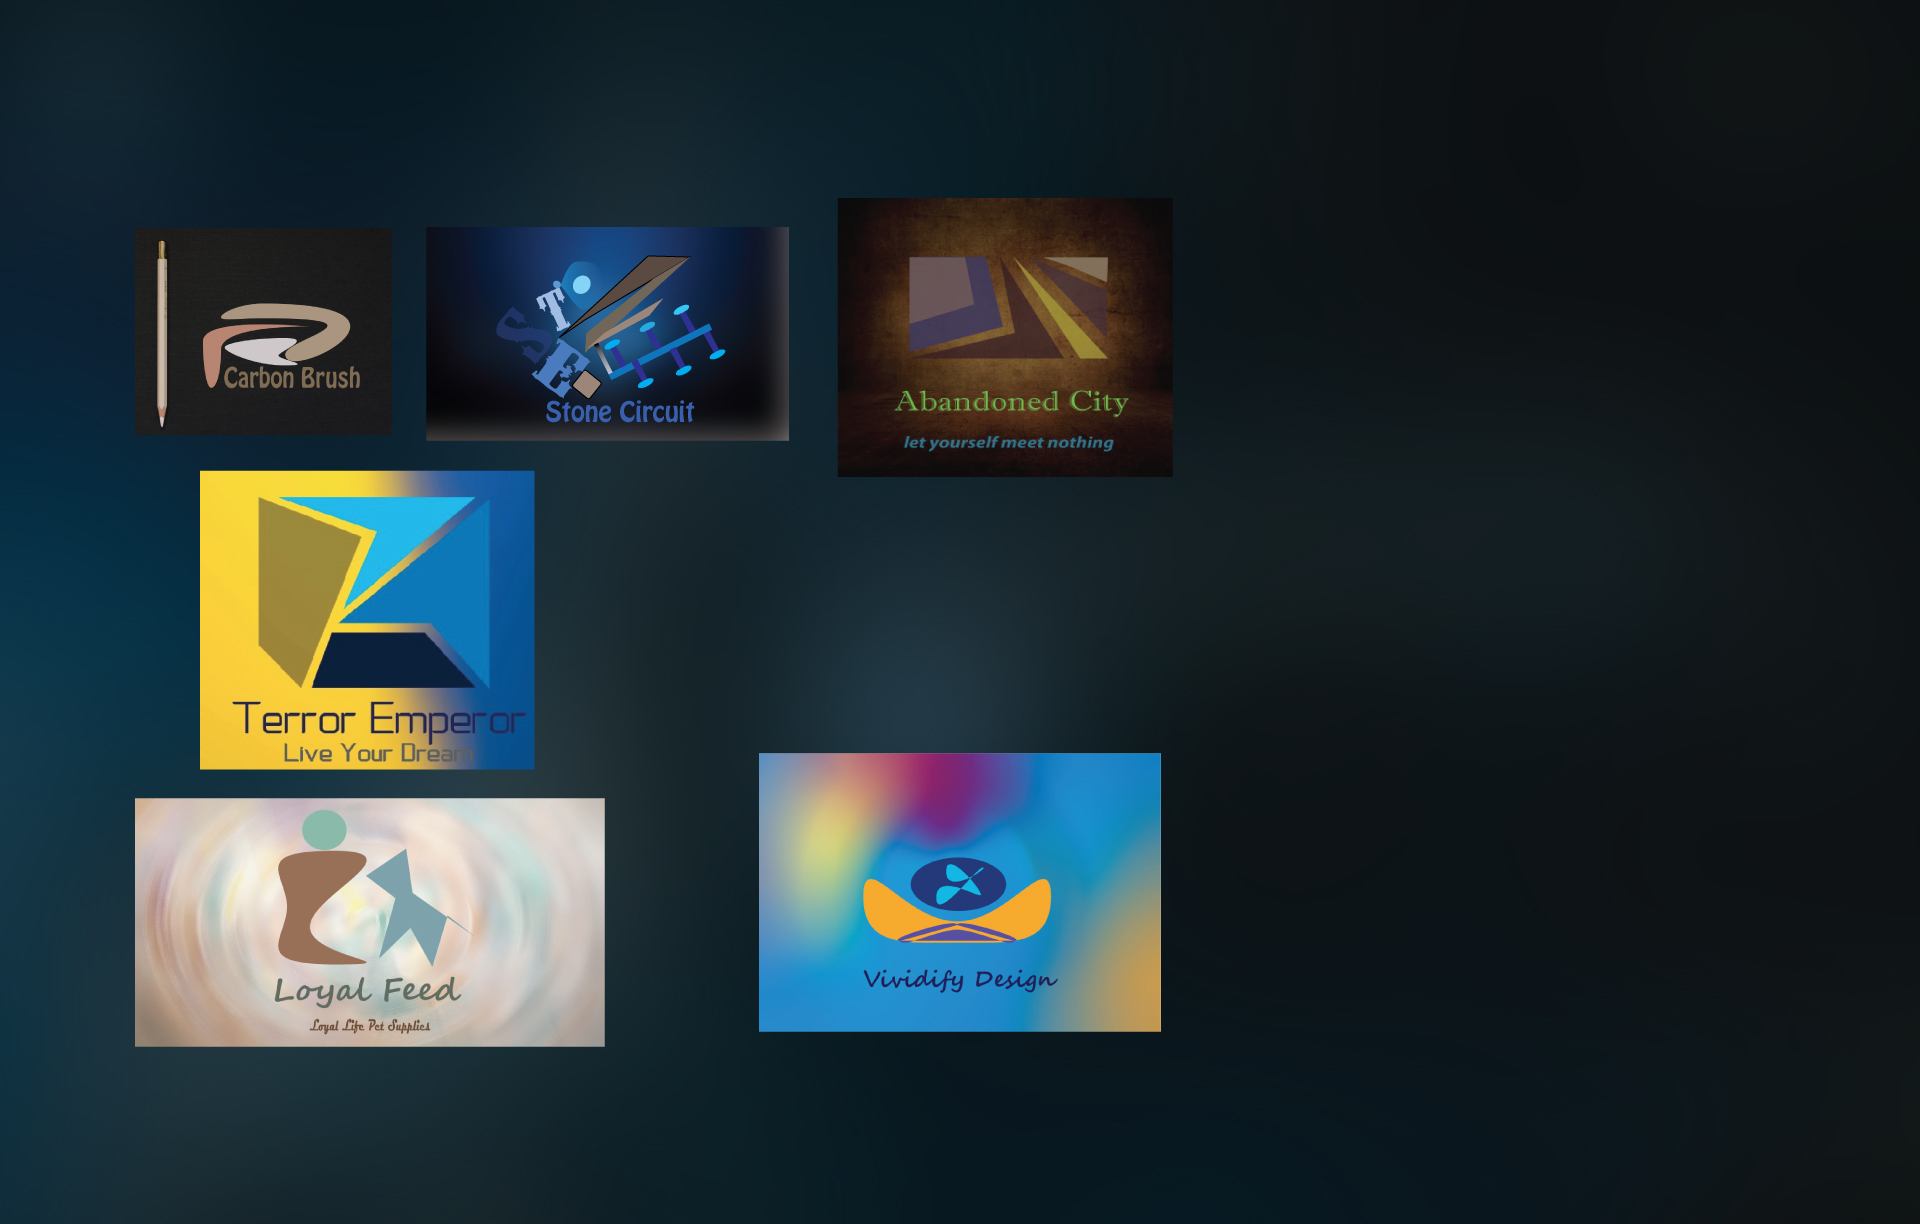 Carbon Brush
STE
Stone Circuit
Abandoned City
let yourself meet nothing
Terror Emperor
Live Your Dream
Loyal Feed
Loyal Life Pet Supplies
Vividify Design